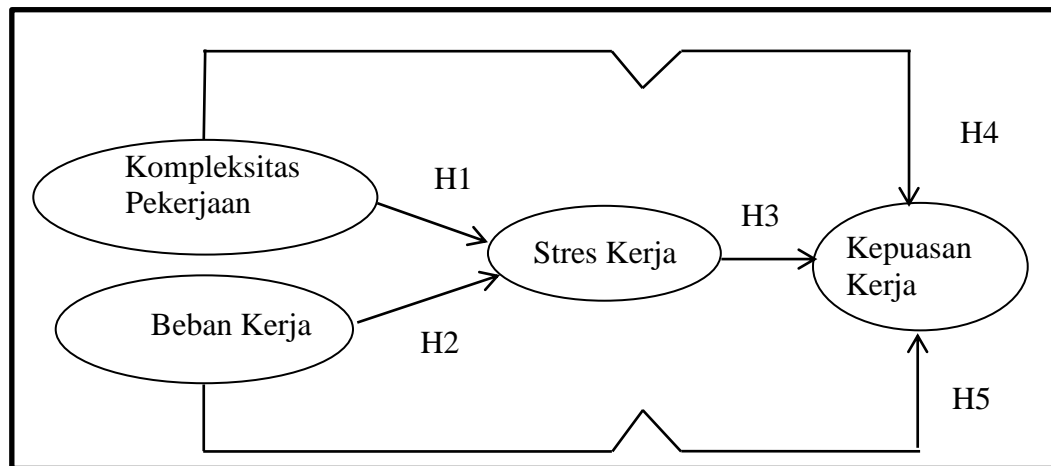 H4
Kompleksitas
Pekerjaan
H1
H3
Stres Kerja
Kepuasan
Kerja
Beban Kerja
H2
H5